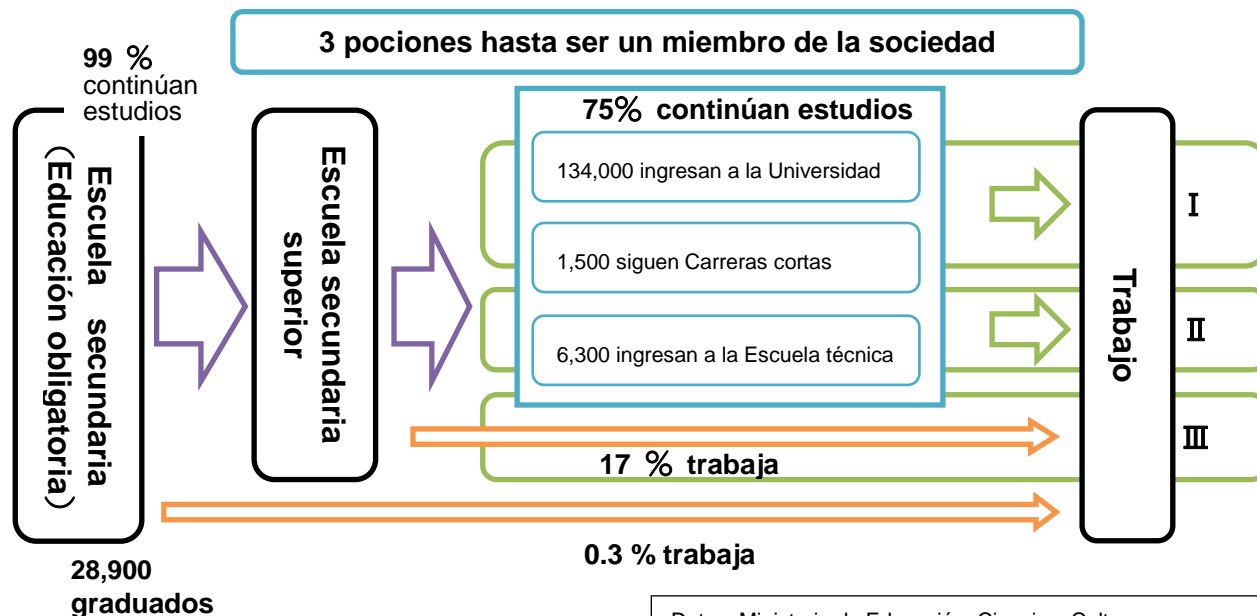 3 pociones hasta ser un miembro de la sociedad
99 %
continúan
estudios
Escuela secundaria
(Educación obligatoria)
28,900
graduados
Escuela secundaria
superior
75% continúan estudios
134,000 ingresan a la Universidad
1,500 siguen Carreras cortas
6,300 ingresan a la Escuela técnica
17 % trabaja
0.3 % trabaja
Trabajo
I
II
III